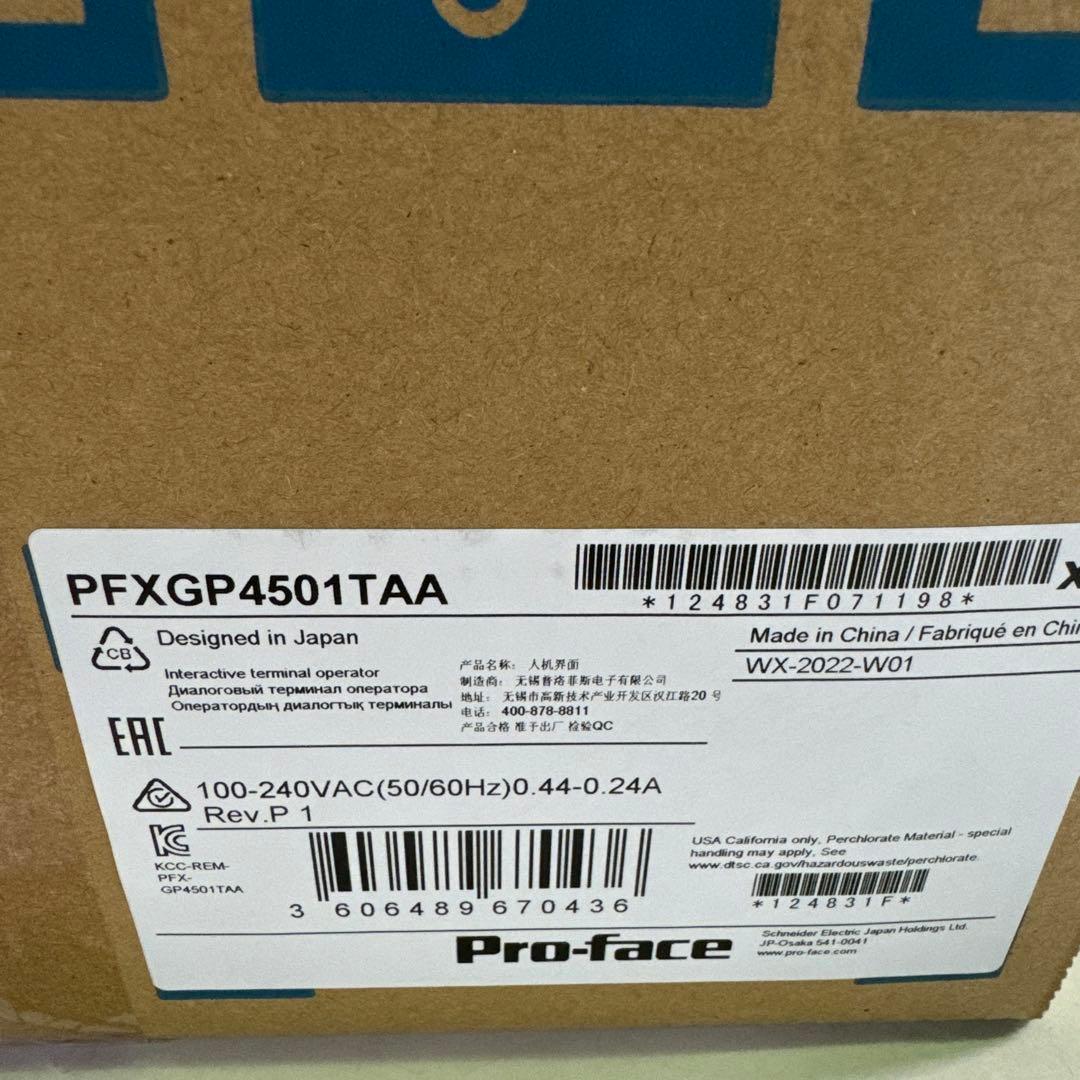 PFXGP4501TAA
*124831F071198*
X
CB
Designed in Japan
Made in China / Fabriqué en Chin
WX-2022-W01
Interactive terminal operator
Диалоговый терминал оператора
Оператордың диалогтық терминалы
产品名称: 人机界面
制造商: 无锡普洛菲斯电子有限公司
地址: 无锡市高新技术产业开发区汉江路20 号
电话: 400-878-8811
产品合格 准予出厂 检验QC
EAC
100-240VAC(50/60Hz)0.44-0.24A
Rev.P 1
KCC-REM-
PFX-
GP4501TAA
3 606489 670436
USA California only. Perchlorate Material - special
handling may apply. See
www.dtsc.ca.gov/hazardouswaste/perchlorate.
*124831F*
Pro-face
Schneider Electric Japan Holdings Ltd.
JP-Osaka 541-0041
www.pro-face.com